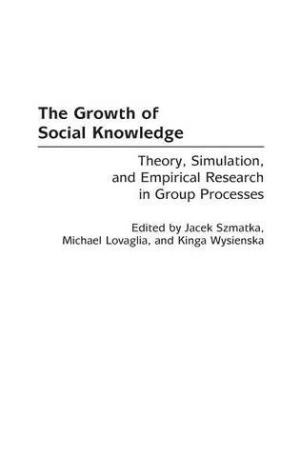 The Growth of
Social Knowledge
Theory, Simulation,
and Empirical Research
in Group Processes
Edited by Jacek Szmatka,
Michael Lovaglia, and Kinga Wysienska